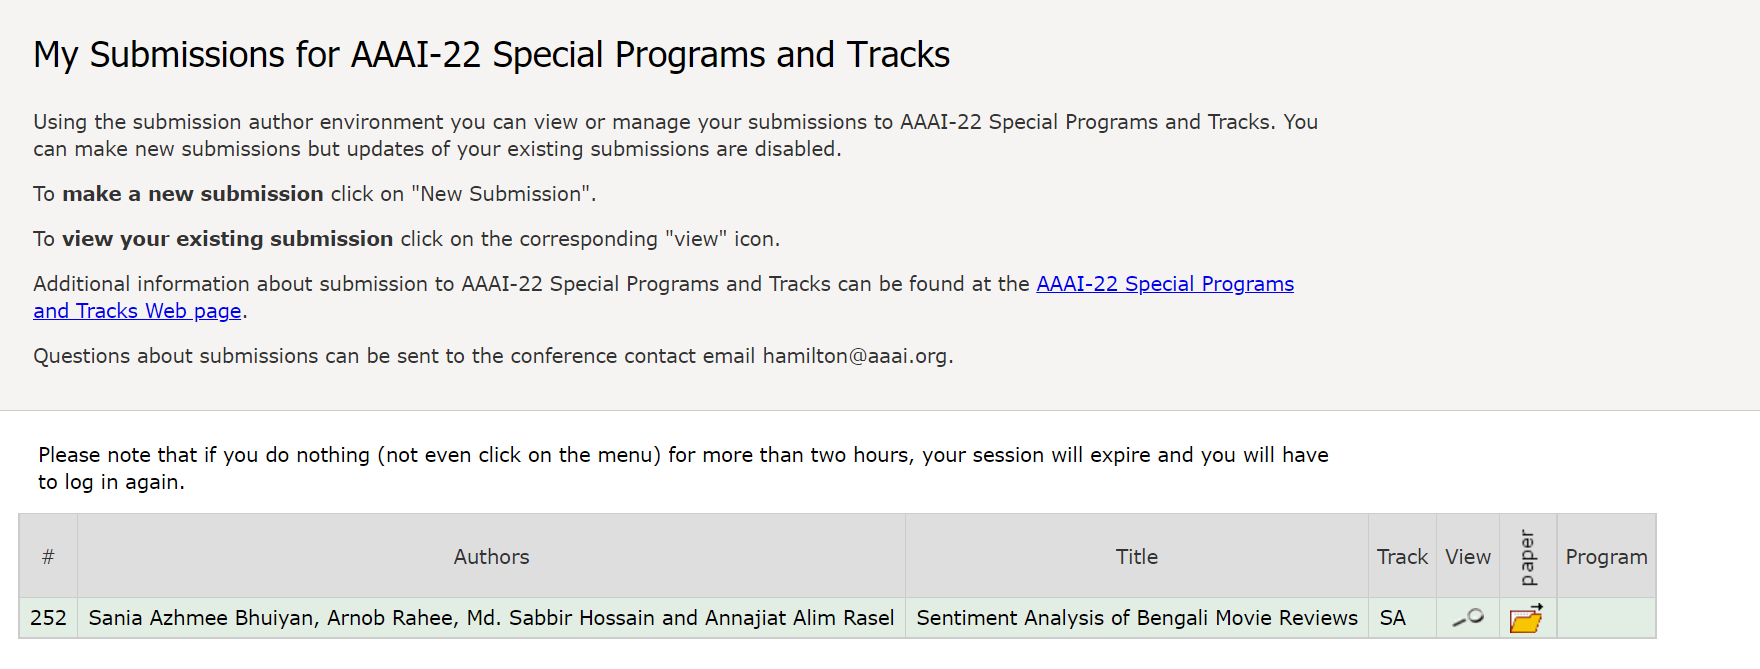 My Submissions for AAAI-22 Special Programs and Tracks
Using the submission author environment you can view or manage your submissions to AAAI-22 Special Programs and Tracks. You
can make new submissions but updates of your existing submissions are disabled.
To make a new submission click on "New Submission".
To view your existing submission click on the corresponding "view" icon.
Additional information about submission to AAAI-22 Special Programs and Tracks can be found at the AAAI-22 Special Programs
and Tracks Web page.
Questions about submissions can be sent to the conference contact email hamilton@aaai.org.
Please note that if you do nothing (not even click on the menu) for more than two hours, your session will expire and you will have
to log in again.
# Authors Title Track View paper Program
252 Sania Azhmee Bhuiyan, Arnob Rahee, Md. Sabbir Hossain and Annajiat Alim Rasel Sentiment Analysis of Bengali Movie Reviews SA